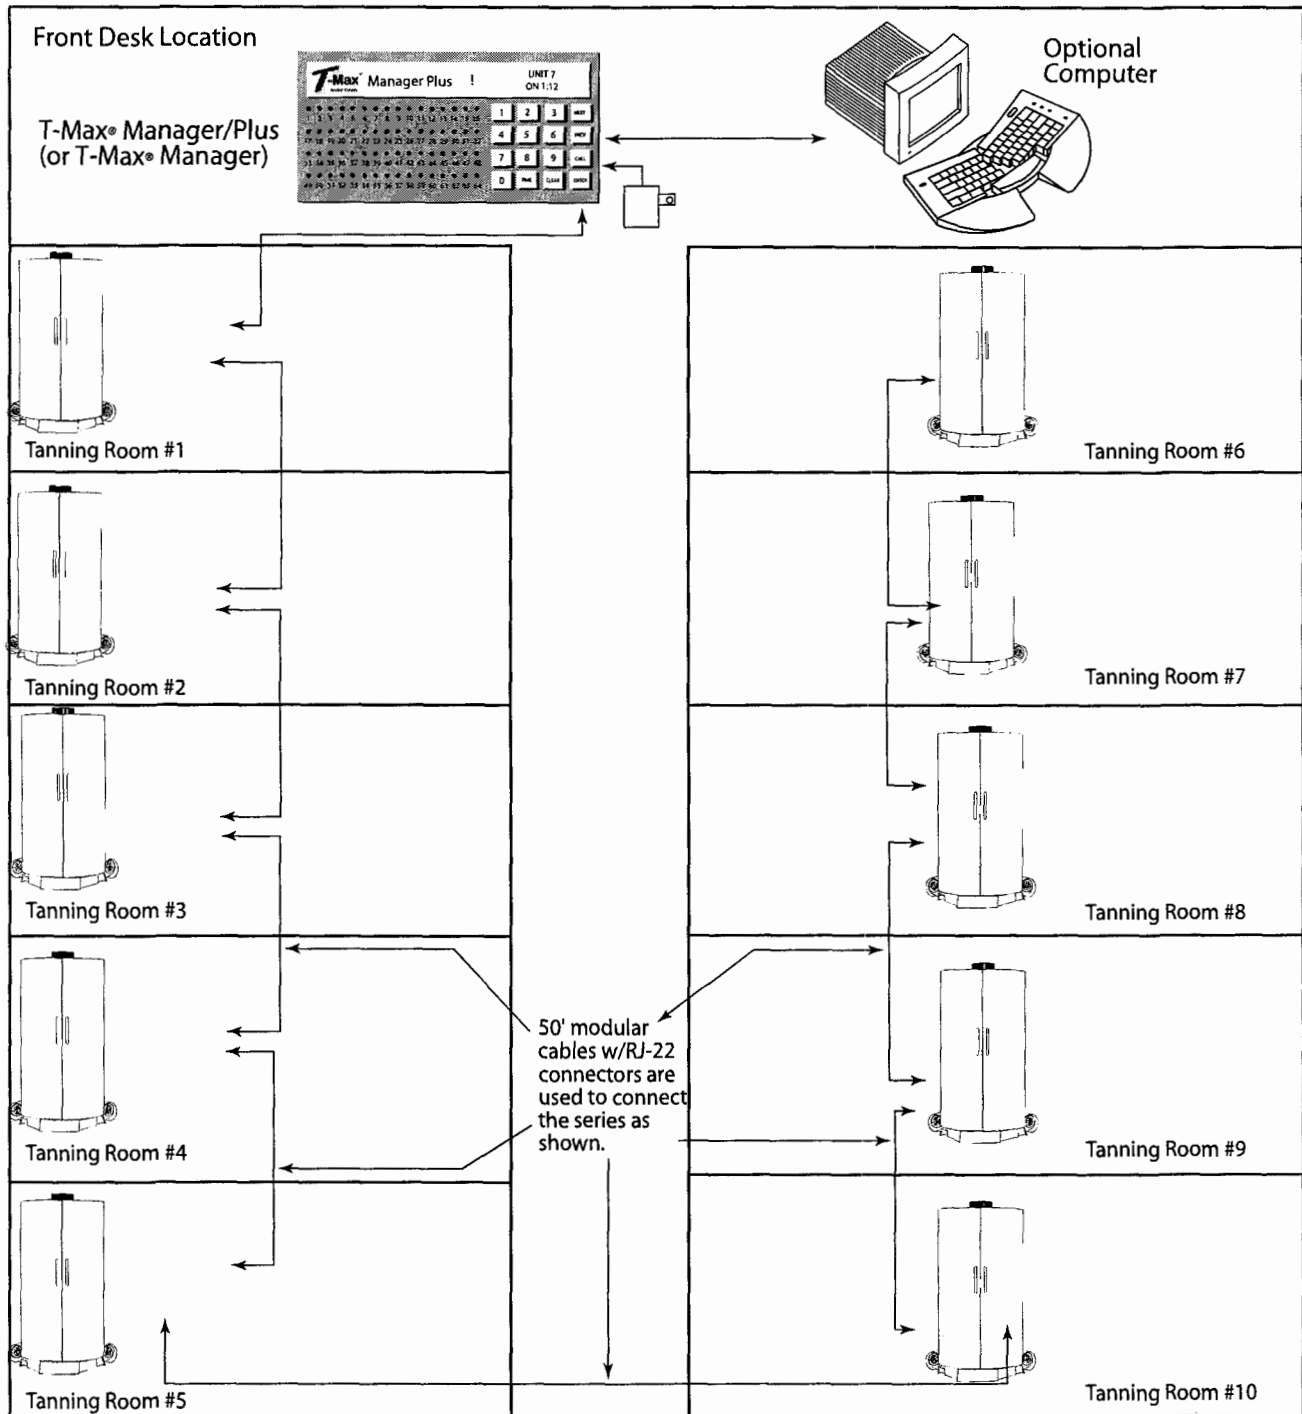 Front Desk Location
T-Max® Manager/Plus
(or T-Max® Manager)
T-Max Manager Plus !
UNIT 7
ON 1:12
1 2 3 NEXT
4 5 6 PREV
7 8 9 CALL
0 CLEAR ENTER
Optional
Computer
Tanning Room #1
Tanning Room #6
Tanning Room #2
Tanning Room #7
Tanning Room #3
Tanning Room #8
50' modular
cables w/RJ-22
connectors are
used to connect
the series as
shown.
Tanning Room #4
Tanning Room #9
Tanning Room #5
Tanning Room #10